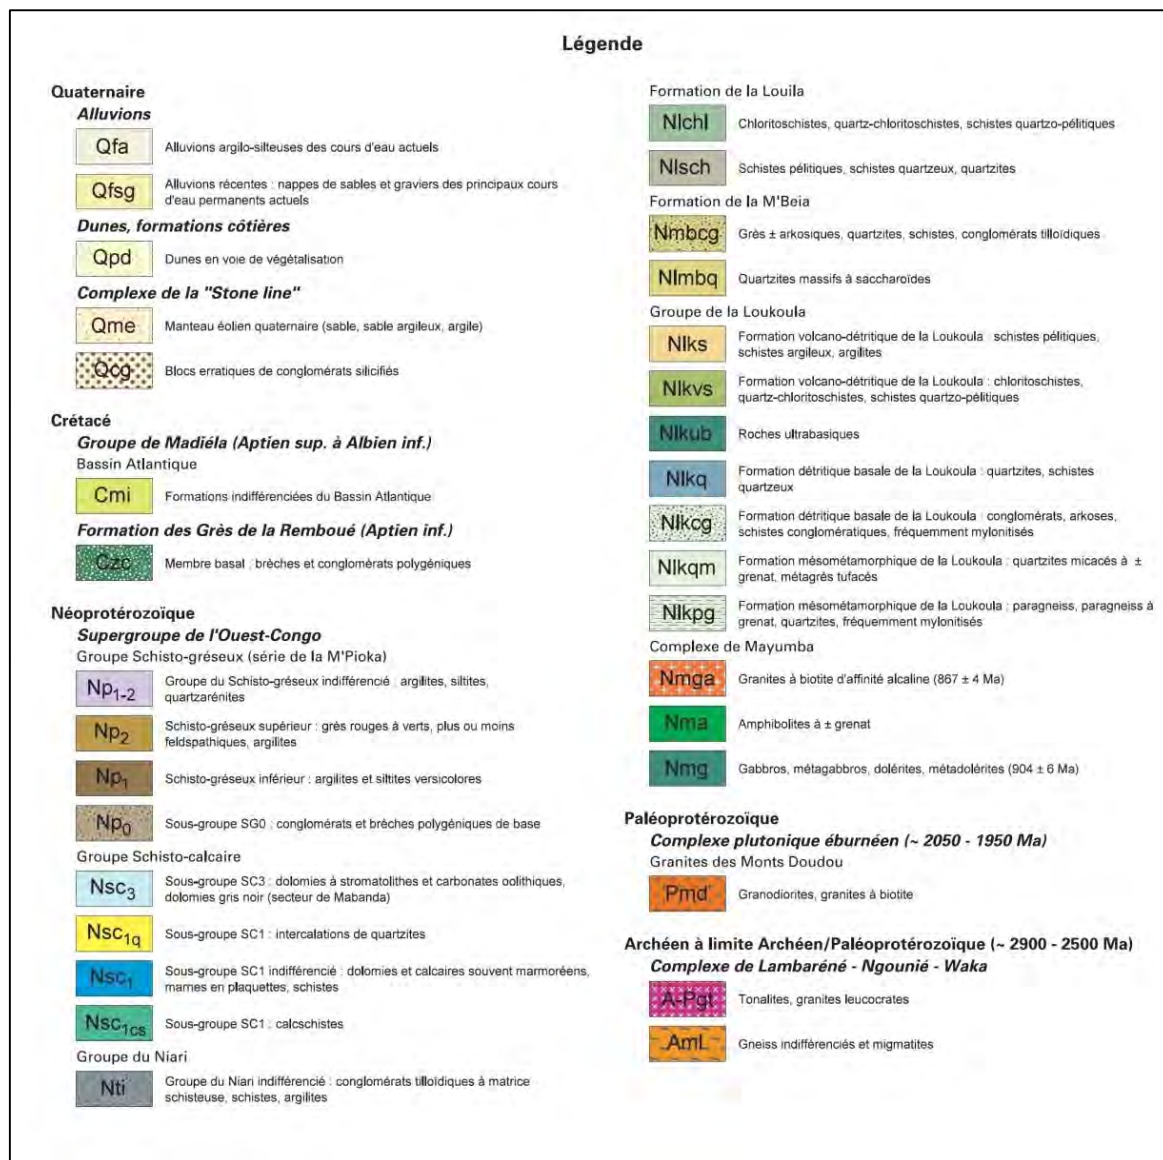 Légende
Quaternaire
Alluvions
Qfa
Alluvions argilo-silteuses des cours d'eau actuels
Qfsg
Alluvions récentes : nappes de sables et graviers des principaux cours
d'eau permanents actuels
Dunes, formations côtières
Qpd
Dunes en voie de végétalisation
Complexe de la "Stone line"
Qme
Manteau éolien quaternaire (sable, sable argileux, argile)
Qcg
Blocs erratiques de conglomérats silicifiés
Crétacé
Groupe de Madiéla (Aptien sup. à Albien inf.)
Bassin Atlantique
Cmi
Formations indifférenciées du Bassin Atlantique
Formation des Grès de la Remboué (Aptien inf.)
Czc
Membre basal : brèches et conglomérats polygéniques
Néoprotérozoïque
Supergroupe de l'Ouest-Congo
Groupe Schisto-gréseux (série de la M'Pioka)
Np1-2
Groupe du Schisto-gréseux indifférencié : argilites, siltites,
quartzarénites
Np2
Schisto-gréseux supérieur : grès rouges à verts, plus ou moins
feldspathiques, argilites
Np1
Schisto-gréseux inférieur : argilites et siltites versicolores
Np0
Sous-groupe SG0 : conglomérats et brèches polygéniques de base
Groupe Schisto-calcaire
Nsc3
Sous-groupe SC3 : dolomies à stromatolithes et carbonates oolithiques,
dolomies gris noir (secteur de Mabanda)
Nsc1q
Sous-groupe SC1 : intercalations de quartzites
Nsc1
Sous-groupe SC1 indifférencié : dolomies et calcaires souvent marmoréens,
marnes en plaquettes, schistes
Nsc1cs
Sous-groupe SC1 : calcschistes
Groupe du Niari
Nti
Groupe du Niari indifférencié : conglomérats tilloïdiques à matrice
schisteuse, schistes, argilites
Formation de la Louila
Nlchl
Chloritoschistes, quartz-chloritoschistes, schistes quartzo-pélitiques
Nlsch
Schistes pélitiques, schistes quartzeux, quartzites
Formation de la M'Beia
Nmbcg
Grès ± arkosiques, quartzites, schistes, conglomérats tilloïdiques
Nlmbq
Quartzites massifs à saccharoïdes
Groupe de la Loukoula
Nlks
Formation volcano-détritique de la Loukoula : schistes pélitiques,
schistes argileux, argilites
Nlkvs
Formation volcano-détritique de la Loukoula : chloritoschistes,
quartz-chloritoschistes, schistes quartzo-pélitiques
Nlkub
Roches ultrabasiques
Nlkq
Formation détritique basale de la Loukoula : quartzites, schistes
quartzeux
Nlkcg
Formation détritique basale de la Loukoula : conglomérats, arkoses,
schistes conglomératiques, fréquemment mylonitisés
Nlkqm
Formation mésométamorphique de la Loukoula : quartzites micacés à ±
grenat, métagrès tufacés
Nlkpg
Formation mésométamorphique de la Loukoula : paragneiss, paragneiss à
grenat, quartzites, fréquemment mylonitisés
Complexe de Mayumba
Nmga
Granites à biotite d'affinité alcaline (867 ± 4 Ma)
Nma
Amphibolites à ± grenat
Nmg
Gabbros, métagabbros, dolérites, métadolérites (904 ± 6 Ma)
Paléoprotérozoïque
Complexe plutonique éburnéen (~ 2050 - 1950 Ma)
Granites des Monts Doudou
Pmd
Granodiorites, granites à biotite
Archéen à limite Archéen/Paléoprotérozoïque (~ 2900 - 2500 Ma)
Complexe de Lambaréné - Ngounié - Waka
A-Pgt
Tonalites, granites leucocrates
AmL
Gneiss indifférenciés et migmatites